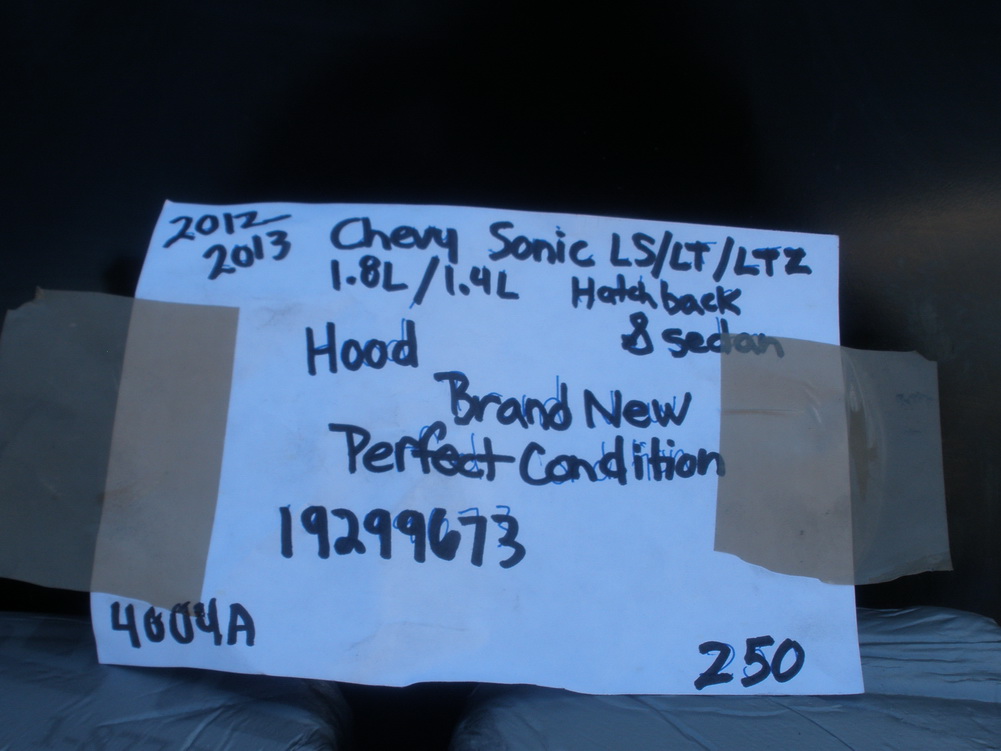 2012
2013
Chevy Sonic LS/LT/LTZ
1.8L/1.4L Hatchback
& sedan
Hood
Brand New
Perfect Condition
19299673
4004A
250